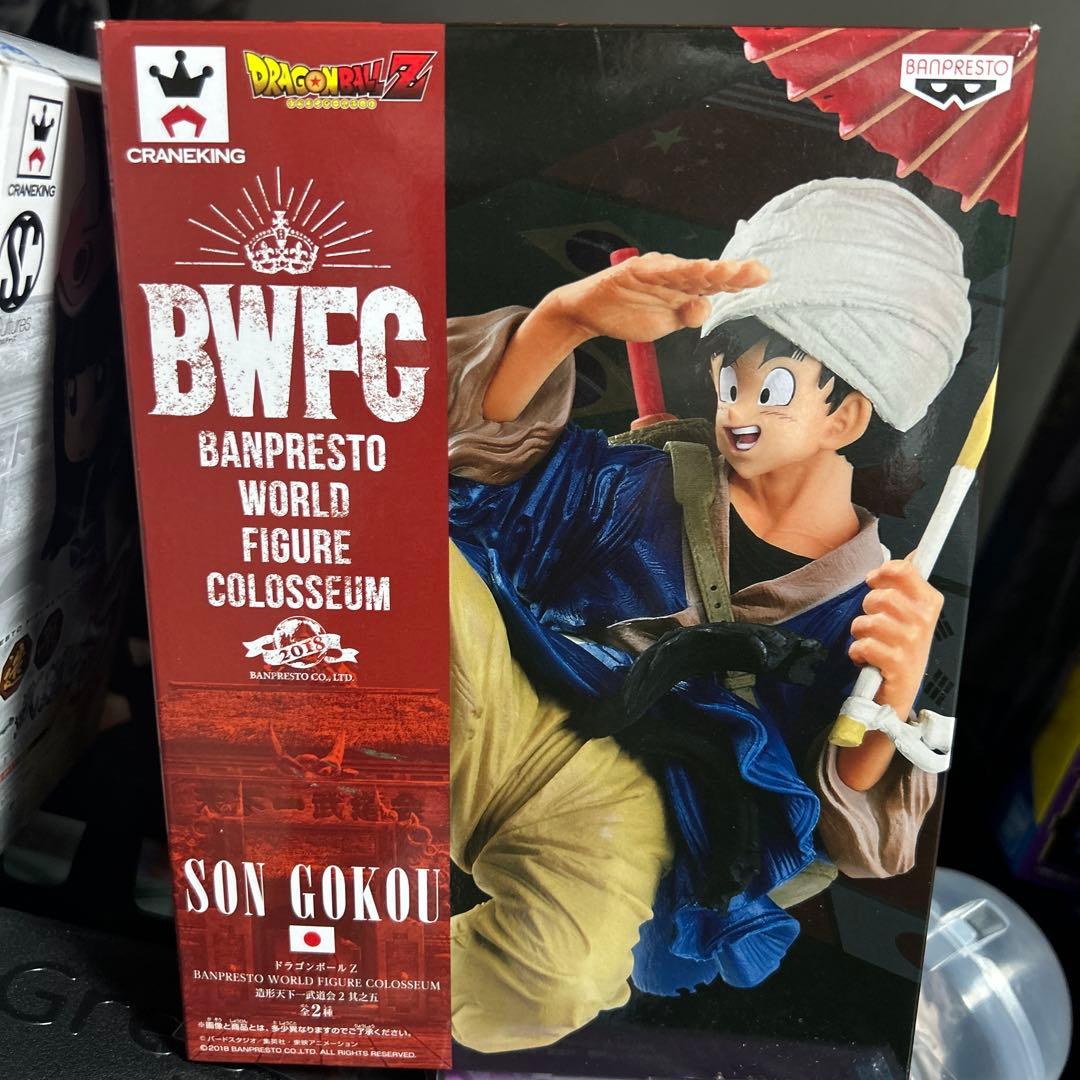 CRANEKING
DRAGONBALL Z
BANPRESTO
CRANEKING
SC
BWFC
BANPRESTO
WORLD
FIGURE
COLOSSEUM
2018
BANPRESTO CO., LTD.
SON GOKOU
ドラゴンボールZ
BANPRESTO WORLD FIGURE COLOSSEUM
造形天下一武道会2 其之五
全2種
※画像と商品とは、多少異なりますのでご了承ください。
©バードスタジオ/集英社・東映アニメーション
©2018 BANPRESTO CO.,LTD. ALL RIGHTS RESERVED.